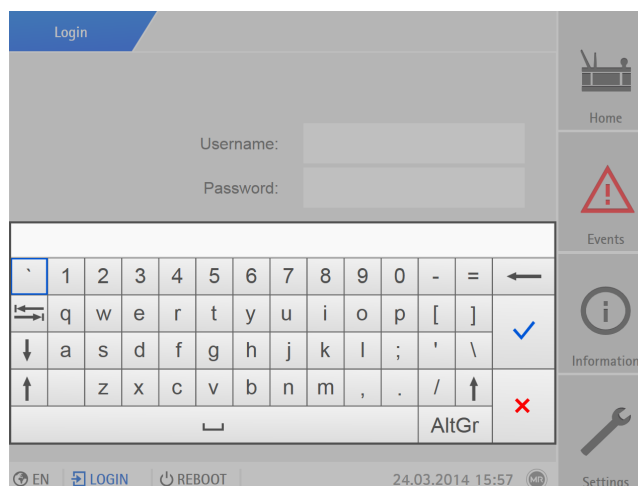 Login
Home
Username:
Password:
Events
` 1 2 3 4 5 6 7 8 9 0 - =
q w e r t y u i o p [ ]
a s d f g h j k l ; ' \
Information
z x c v b n m , . /
AltGr
EN LOGIN REBOOT 24.03.2014 15:57 MR
Settings